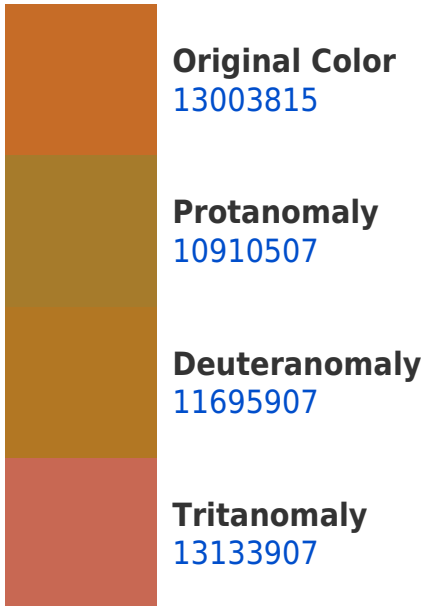 Original Color
13003815
Protanomaly
10910507
Deuteranomaly
11695907
Tritanomaly
13133907